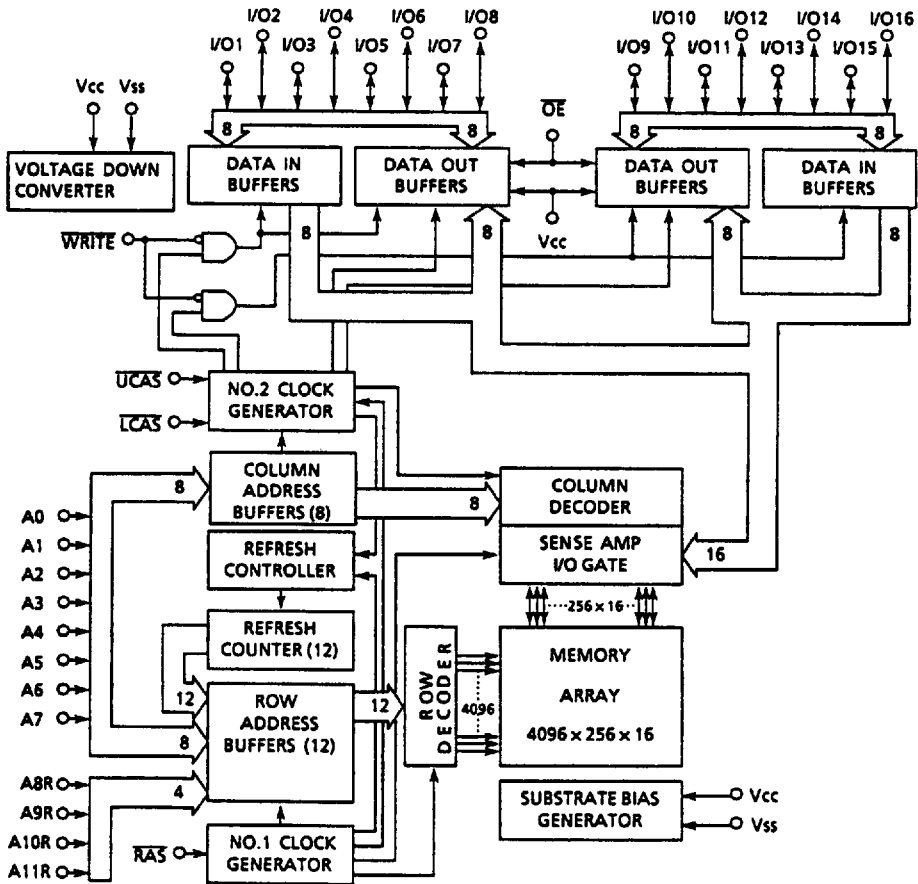 I/O2 I/O4 I/O6 I/O8 I/O10 I/O12 I/O14 I/O16
I/O1 I/O3 I/O5 I/O7 I/O9 I/O11 I/O13 I/O15
Vcc Vss
OE
8 8 8 8
VOLTAGE DOWN
CONVERTER
DATA IN
BUFFERS
DATA OUT
BUFFERS
DATA OUT
BUFFERS
DATA IN
BUFFERS
WRITE
8 8 8 8
Vcc
UCAS
LCAS
NO.2 CLOCK
GENERATOR
8
COLUMN
ADDRESS
BUFFERS (8)
8
COLUMN
DECODER
A0
A1
A2
A3
A4
A5
A6
A7
REFRESH
CONTROLLER
SENSE AMP
I/O GATE
16
256 x 16
REFRESH
COUNTER (12)
12
8
4
ROW
ADDRESS
BUFFERS (12)
12
ROW
DECODER
4096
MEMORY
ARRAY
4096 x 256 x 16
A8R
A9R
A10R
A11R
RAS
NO.1 CLOCK
GENERATOR
SUBSTRATE BIAS
GENERATOR
Vcc
Vss